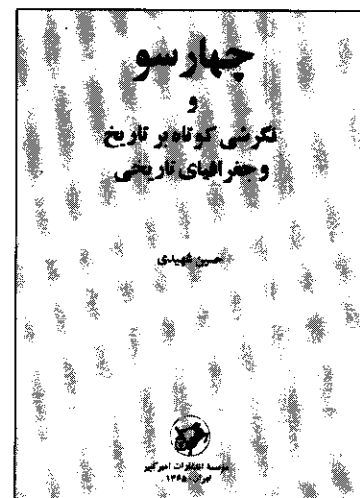 چهارسو
و
نگرشی کوتاه بر تاریخ
و جغرافیای تاریخی
حسین شهیدی
مؤسسهٔ انتشارات امیرکبیر
تهران، ۱۳۶۵